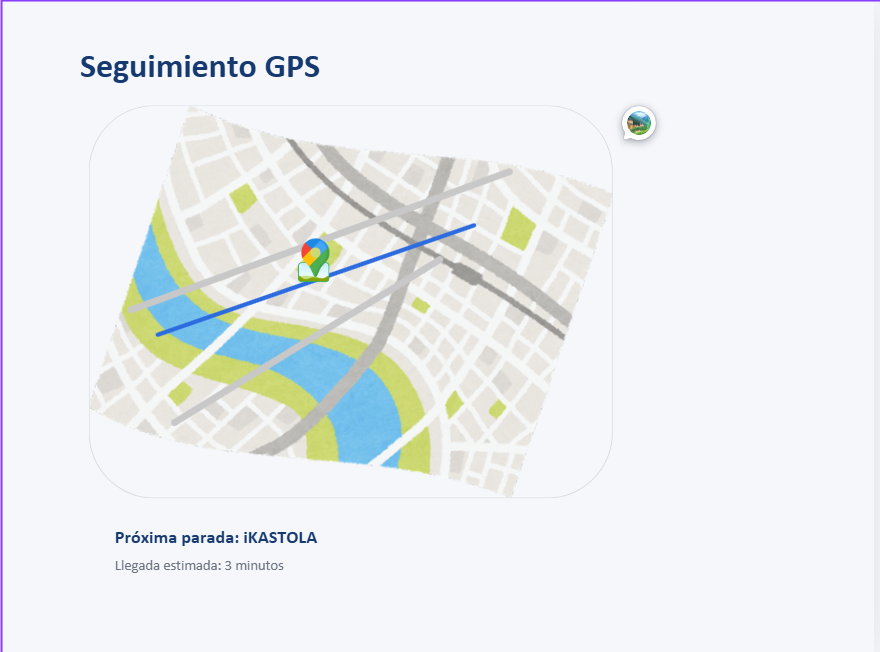 Seguimiento GPS
Próxima parada: iKASTOLA
Llegada estimada: 3 minutos